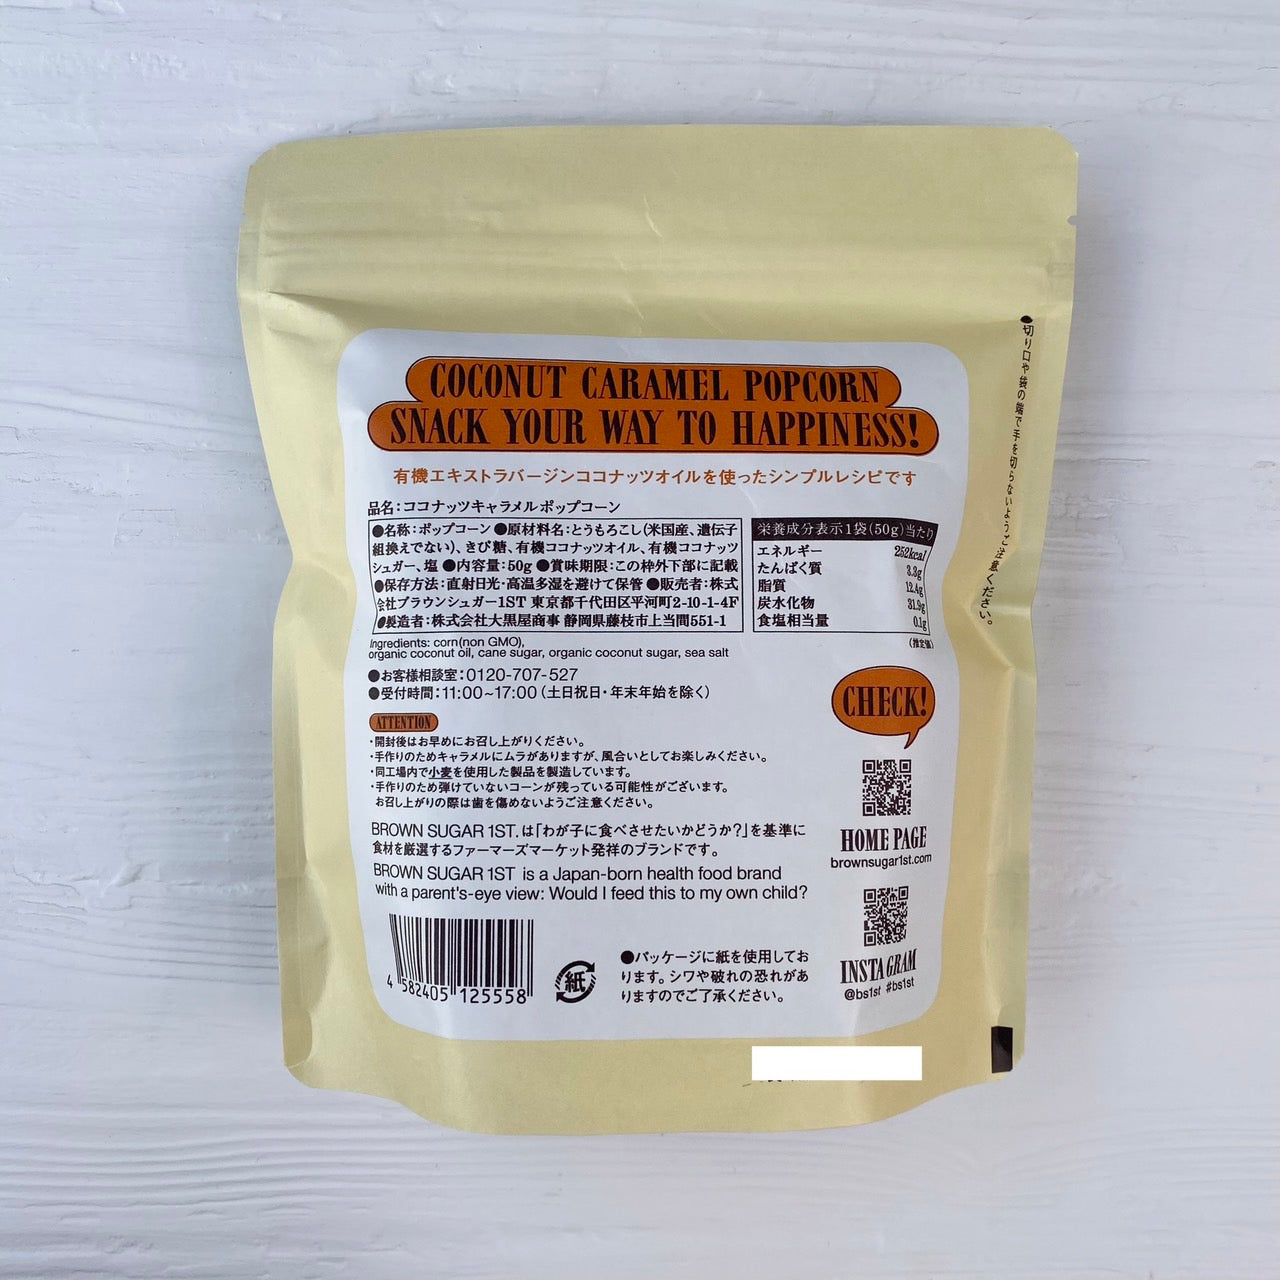 COCONUT CARAMEL POPCORN
SNACK YOUR WAY TO HAPPINESS!
有機エキストラバージンココナッツオイルを使ったシンプルレシピです
品名：ココナッツキャラメルポップコーン
●名称：ポップコーン ●原材料名：とうもろこし（米国産、遺伝子
組換えでない）、きび糖、有機ココナッツオイル、有機ココナッツ
シュガー、塩 ●内容量：50g ●賞味期限：この枠外下部に記載
●保存方法：直射日光・高温多湿を避けて保管 ●販売者：株式
会社ブラウンシュガー1ST 東京都千代田区平河町2-10-1-4F
●製造者：株式会社大黒屋商事 静岡県藤枝市上当間551-1
Ingredients: corn(non GMO),
organic coconut oil, cane sugar, organic coconut sugar, sea salt
栄養成分表示1袋（50g）当たり
エネルギー 252kcal
たんぱく質 3.3g
脂質 12.4g
炭水化物 31.9g
食塩相当量 0.1g
（推定値）
●お客様相談室：0120-707-527
●受付時間：11:00~17:00（土日祝日・年末年始を除く）
ATTENTION
・開封後はお早めにお召し上がりください。
・手作りのためキャラメルにムラがありますが、風合いとしてお楽しみください。
・同工場内で小麦を使用した製品を製造しています。
・手作りのため弾けていないコーンが残っている可能性がございます。
お召し上がりの際は歯を傷めないようご注意ください。
BROWN SUGAR 1ST. は「わが子に食べさせたいかどうか？」を基準に
食材を厳選するファーマーズマーケット発祥のブランドです。
BROWN SUGAR 1ST is a Japan-born health food brand
with a parent's-eye view: Would I feed this to my own child?
4 582405 125558
紙
●パッケージに紙を使用してお
ります。シワや破れの恐れがあ
りますのでご了承ください。
CHECK!
HOME PAGE
brownsugar1st.com
INSTAGRAM
@bs1st #bs1st
●切り口や袋の端で手を切らないようご注意ください。